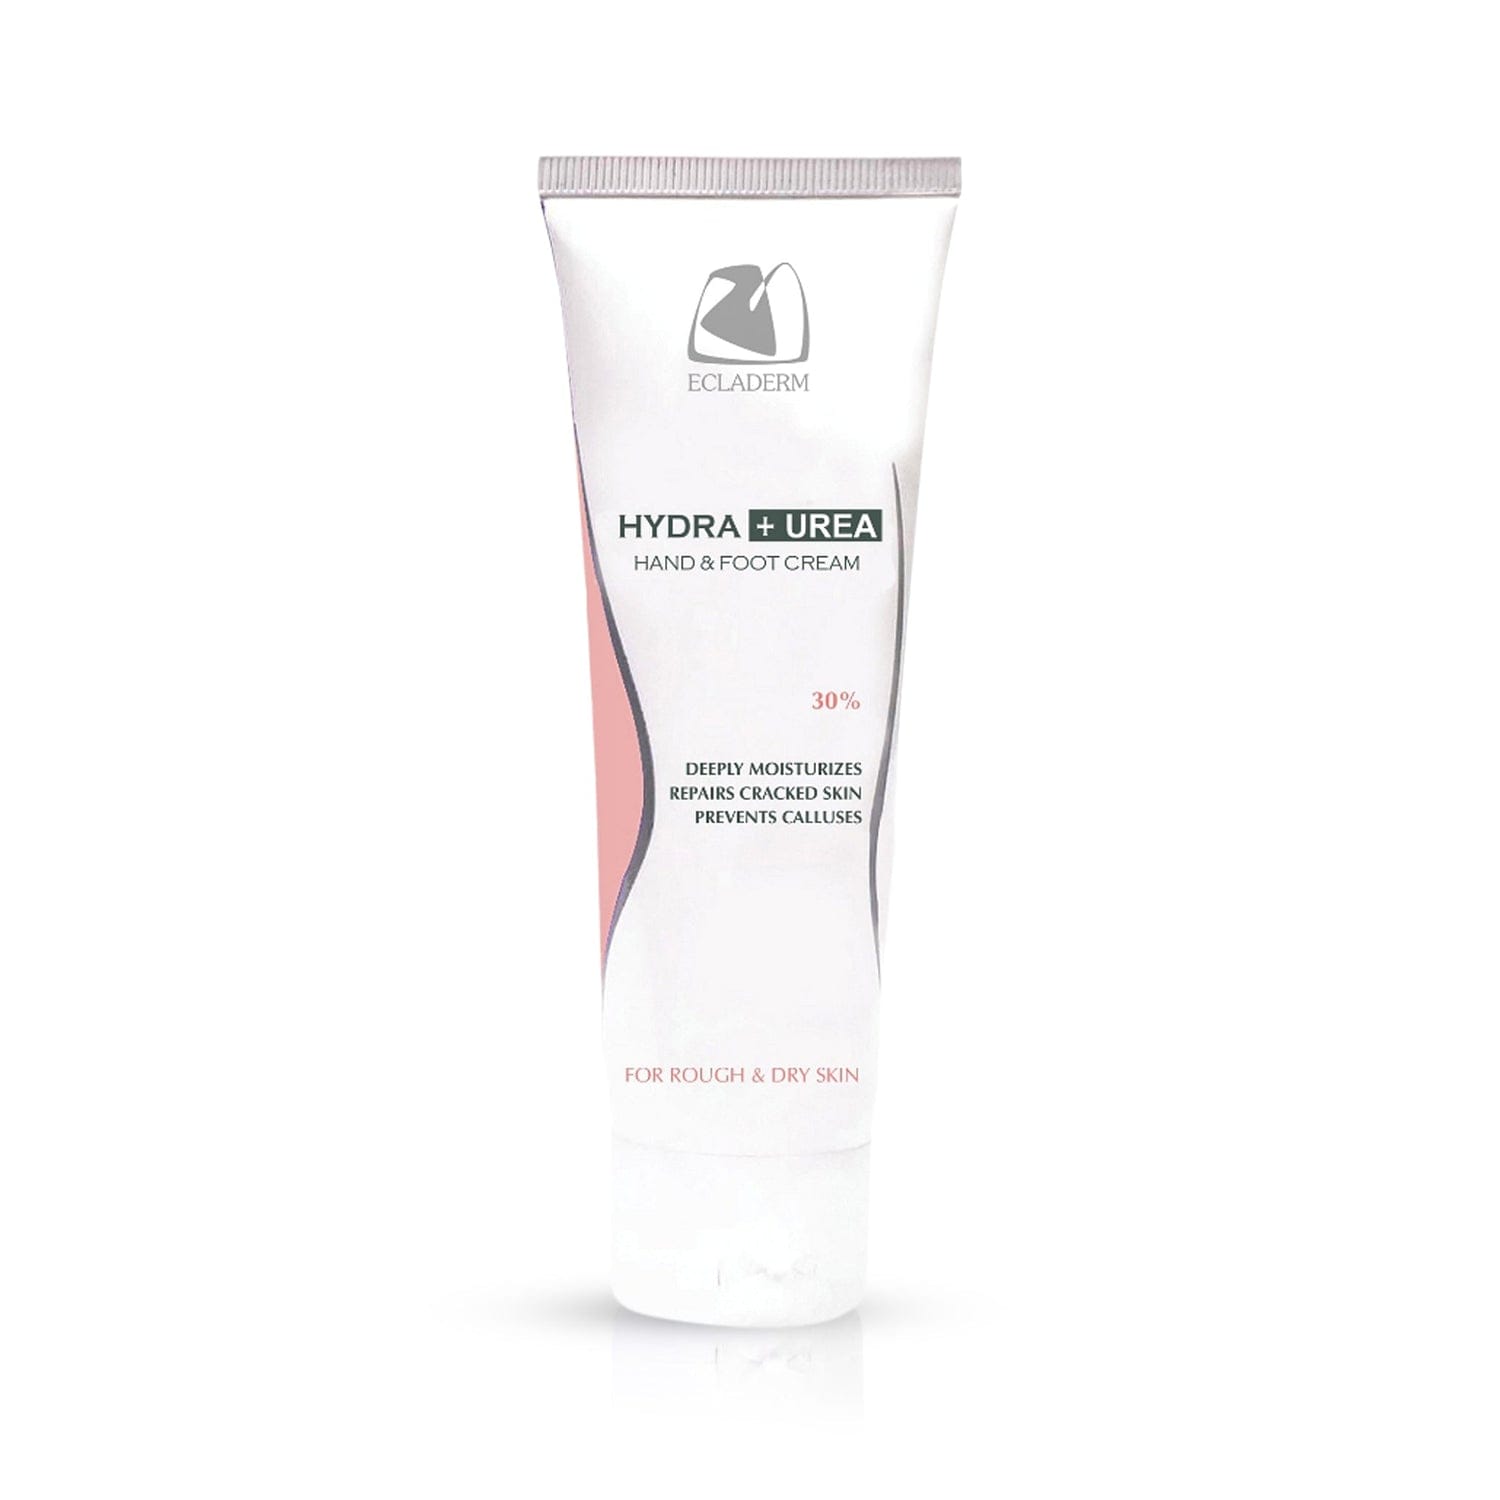 ECLADERM
HYDRA + UREA
HAND & FOOT CREAM
30%
DEEPLY MOISTURIZES
REPAIRS CRACKED SKIN
PREVENTS CALLUSES
FOR ROUGH & DRY SKIN